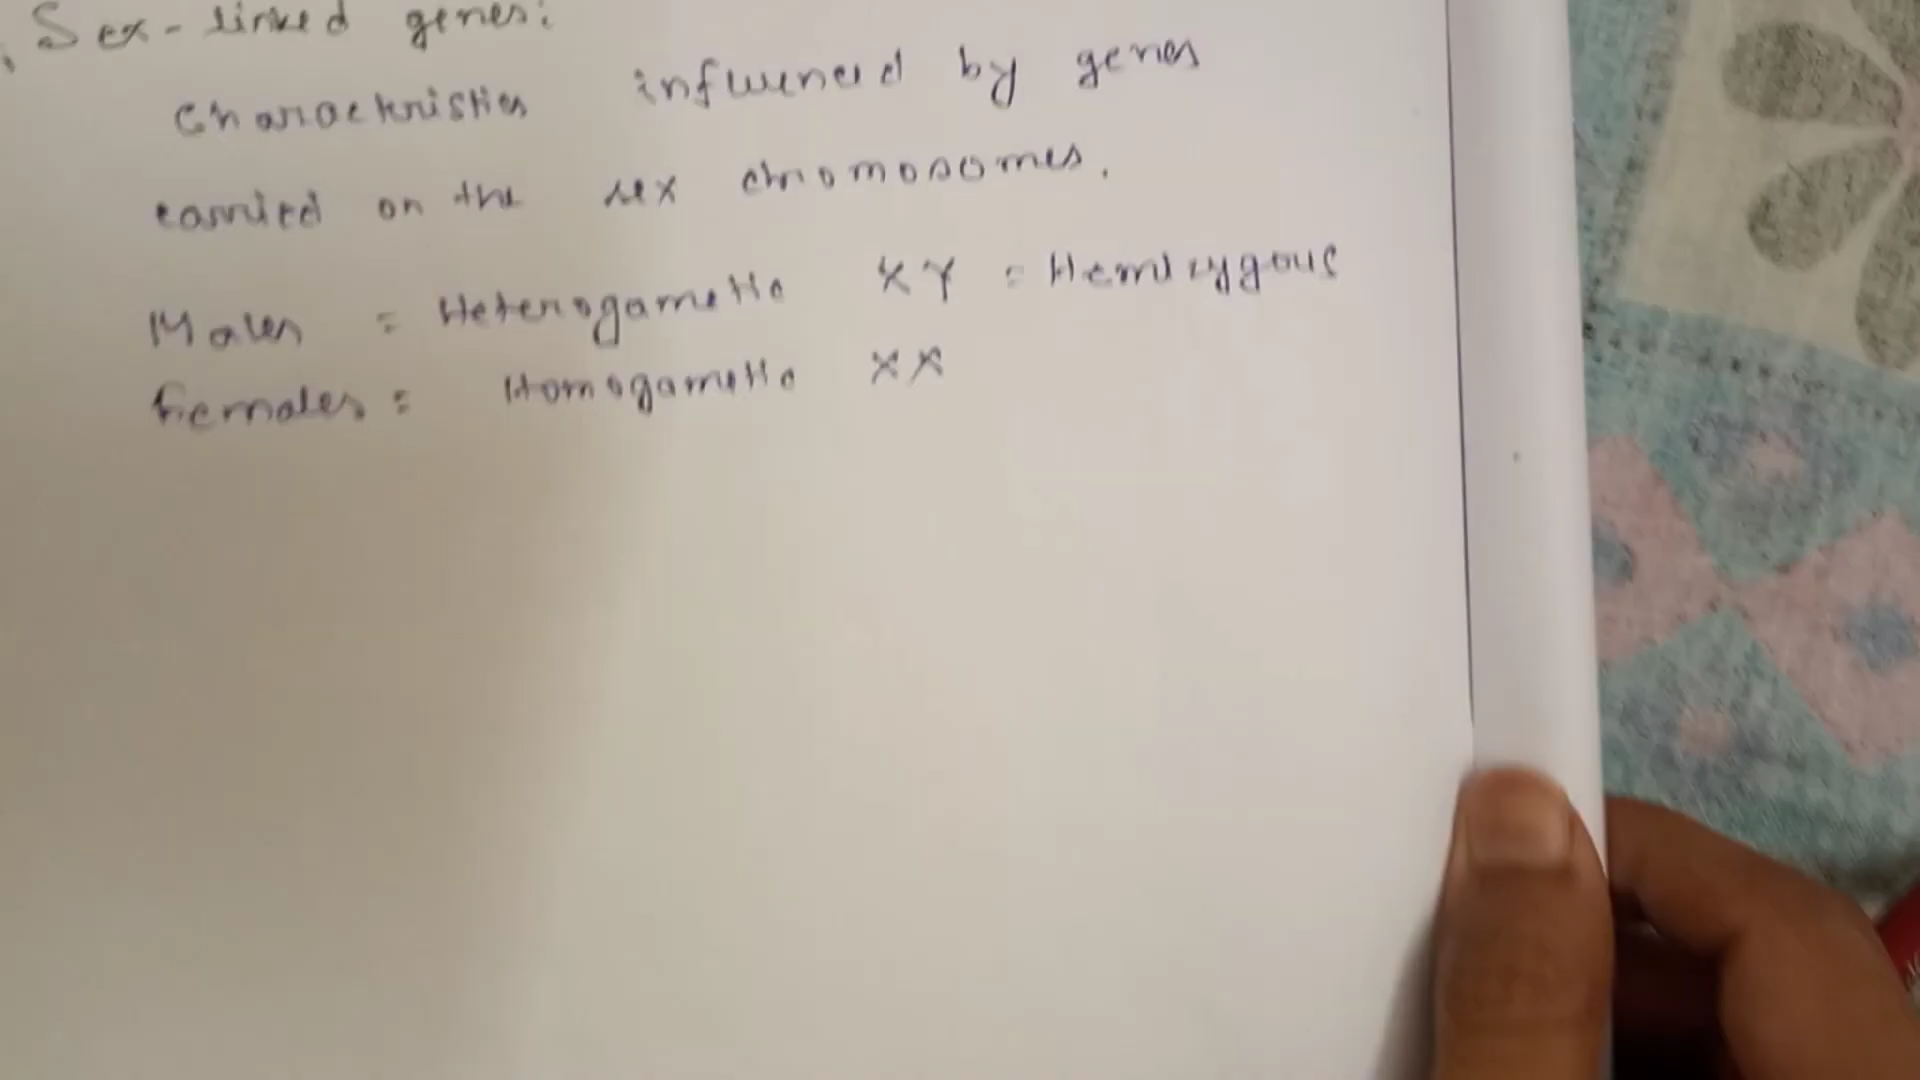 Sex-linked genes:
Characteristics influenced by genes
carried on the sex chromosomes.
Males = Heterogametic XY = Hemizygous
Females = Homogametic XX